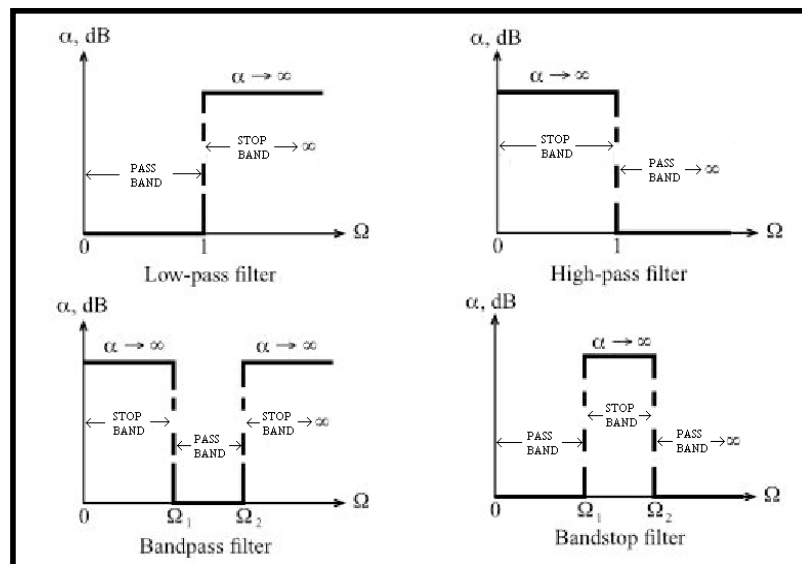 α, dB
α → ∞
STOP
BAND
∞
PASS
BAND
0
1
Ω
Low-pass filter
α, dB
α → ∞
STOP
BAND
PASS
BAND
∞
0
1
Ω
High-pass filter
α, dB
α → ∞
α → ∞
STOP
BAND
PASS
BAND
STOP
BAND
∞
0
Ω1
Ω2
Ω
Bandpass filter
α, dB
α → ∞
STOP
BAND
PASS
BAND
PASS
BAND
∞
0
Ω1
Ω2
Ω
Bandstop filter